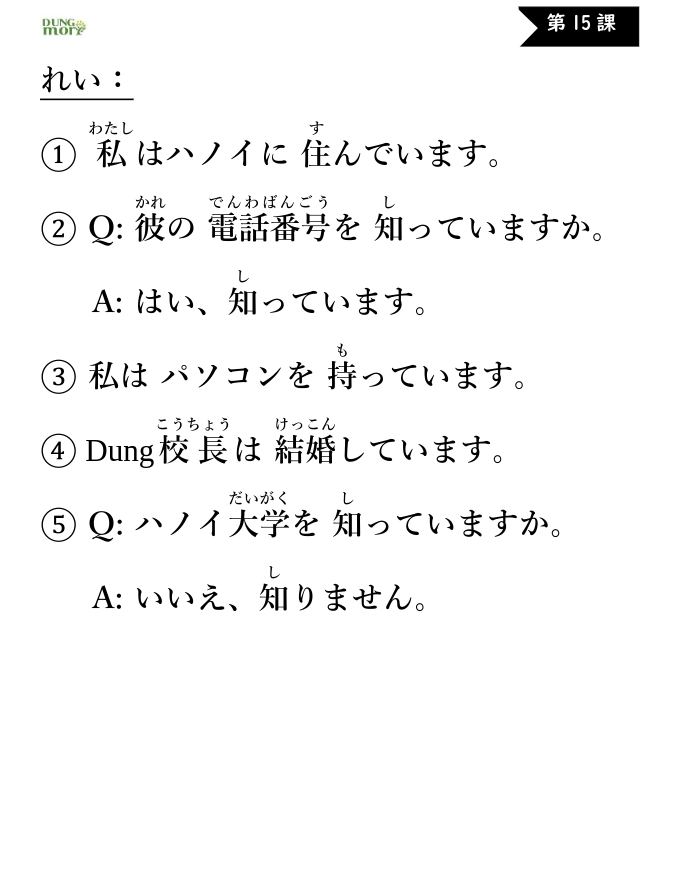 DUNG
mori
第 15 課
れい：
わたし す
① 私はハノイに 住んでいます。
かれ でんわばんごう し
② Q: 彼の 電話番号を 知っていますか。
し
A: はい、知っています。
も
③ 私は パソコンを 持っています。
こうちょう けっこん
④ Dung校長は 結婚しています。
だいがく し
⑤ Q: ハノイ大学を 知っていますか。
し
A: いいえ、知りません。